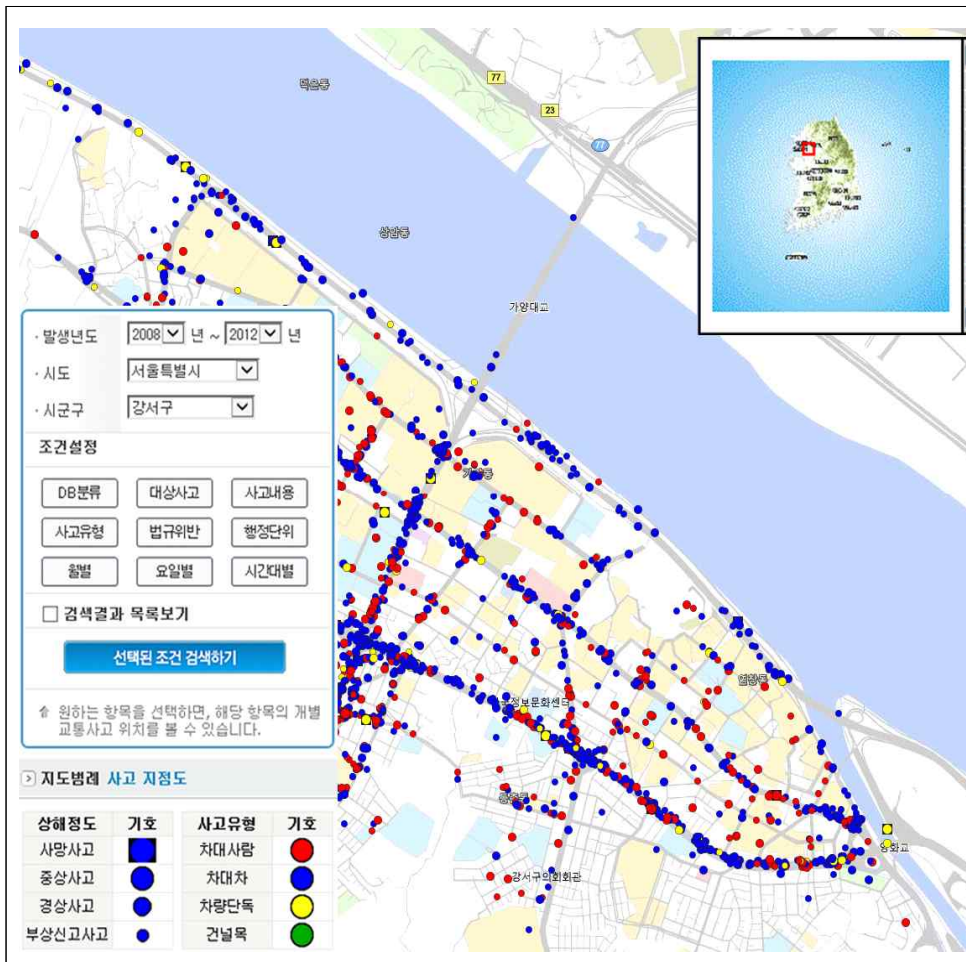 덕은동
77
23
77
상암동
가양대교
· 발생년도 2008 년 ~ 2012 년
· 시도 서울특별시
· 시군구 강서구
조건설정
DB분류 대상사고 사고내용
사고유형 법규위반 행정단위
월별 요일별 시간대별
검색결과 목록보기
선택된 조건 검색하기
원하는 항목을 선택하면, 해당 항목의 개별
교통사고 위치를 볼 수 있습니다.
지도범례 사고 지점도
상해정도 기호 사고유형 기호
사망사고 차대사람
중상사고 차대차
경상사고 차량단독
부상신고사고 건널목
염창동
정보문화센터
강서구의회회관